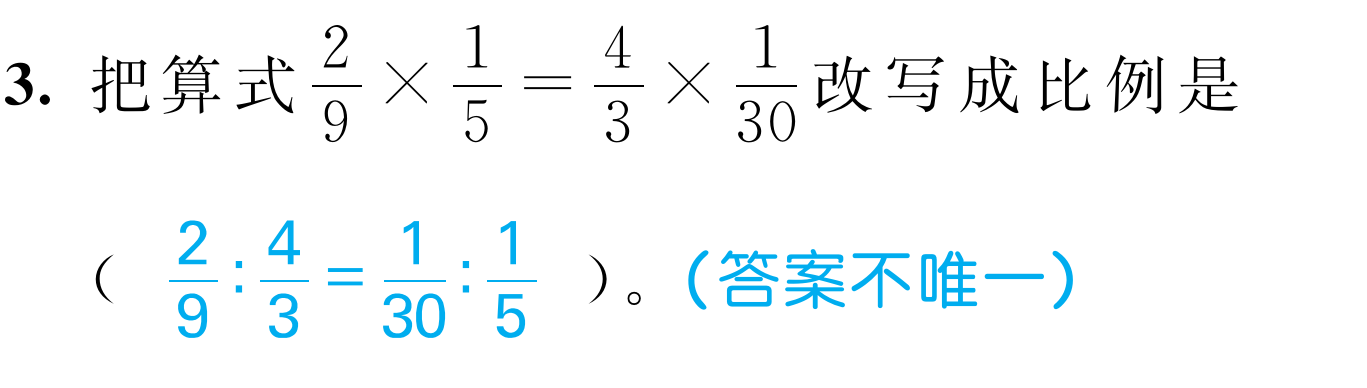 3. 把算式 2/9 × 1/5 = 4/3 × 1/30 改写成比例是
（ 2/9 : 4/3 = 1/30 : 1/5 ）。（答案不唯一）